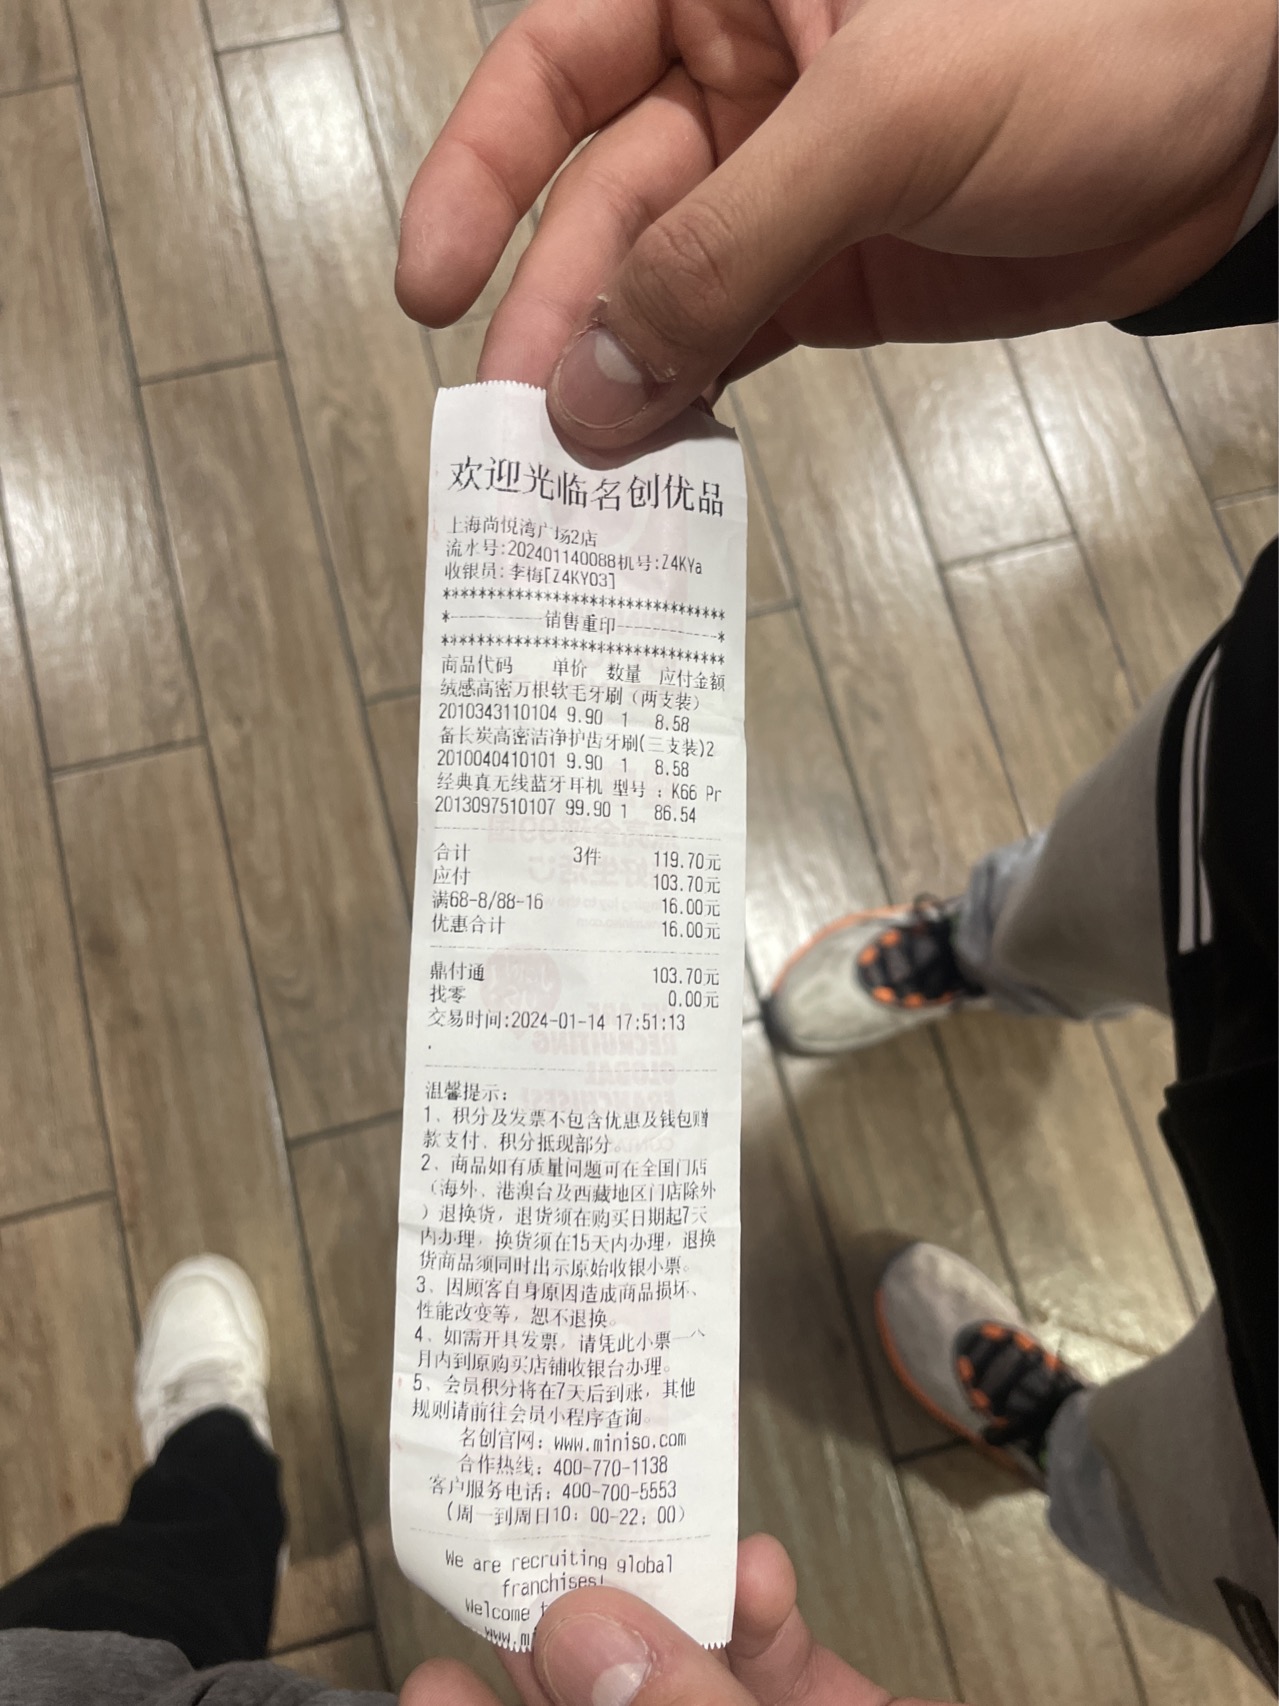 欢迎光临名创优品
上海尚悦湾广场2店
流水号:202401140088机号:Z4KYa
收银员:李梅[Z4KY03]
********************************
*----------销售重印----------*
********************************
商品代码 单价 数量 应付金额
绒感高密万根软毛牙刷（两支装）
2010343110104 9.90 1 8.58
备长炭高密洁净护齿牙刷(三支装)2
2010040410101 9.90 1 8.58
经典真无线蓝牙耳机 型号：K66 Pr
2013097510107 99.90 1 86.54
合计 3件 119.70元
应付 103.70元
满68-8/88-16 16.00元
优惠合计 16.00元
鼎付通 103.70元
找零 0.00元
交易时间:2024-01-14 17:51:13
.
温馨提示：
1、积分及发票不包含优惠及钱包赠
款支付、积分抵现部分
2、商品如有质量问题可在全国门店
（海外、港澳台及西藏地区门店除外
）退换货，退货须在购买日期起7天
内办理，换货须在15天内办理，退换
货商品须同时出示原始收银小票。
3、因顾客自身原因造成商品损坏、
性能改变等，恕不退换。
4、如需开具发票，请凭此小票一个
月内到原购买店铺收银台办理。
5、会员积分将在7天后到账，其他
规则请前往会员小程序查询。
名创官网：www.miniso.com
合作热线：400-770-1138
客户服务电话：400-700-5553
（周一到周日10：00-22：00）
We are recruiting global
franchises!
Welcome